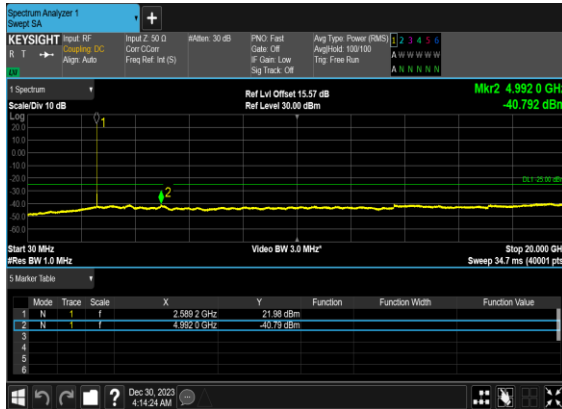 Spectrum Analyzer 1
Swept SA
+
KEYSIGHT Input: RF Input Z: 50 Ω #Atten: 30 dB PNO: Fast Avg Type: Power (RMS) 1 2 3 4 5 6
R T Coupling: DC Corr CCorr Gate: Off Avg|Hold: 100/100 A W W W W W
Align: Auto Freq Ref: Int (S) IF Gain: Low Trig: Free Run
Sig Track: Off A N N N N N
1 Spectrum Ref Lvl Offset 15.57 dB Mkr2 4.992 0 GHz
Scale/Div 10 dB Ref Level 30.00 dBm -40.792 dBm
Log
1
20.0
10.0
0.00
-10.0
-20.0
DL1 -25.00 dBm
-30.0
2
-40.0
-50.0
-60.0
Start 30 MHz Video BW 3.0 MHz* Stop 20.000 GHz
#Res BW 1.0 MHz Sweep 34.7 ms (40001 pts)
5 Marker Table
Mode Trace Scale X Y Function Function Width Function Value
1 N 1 f 2.589 2 GHz 21.98 dBm
2 N 1 f 4.992 0 GHz -40.79 dBm
3
4
5
6
? Dec 30, 2023
4:14:24 AM